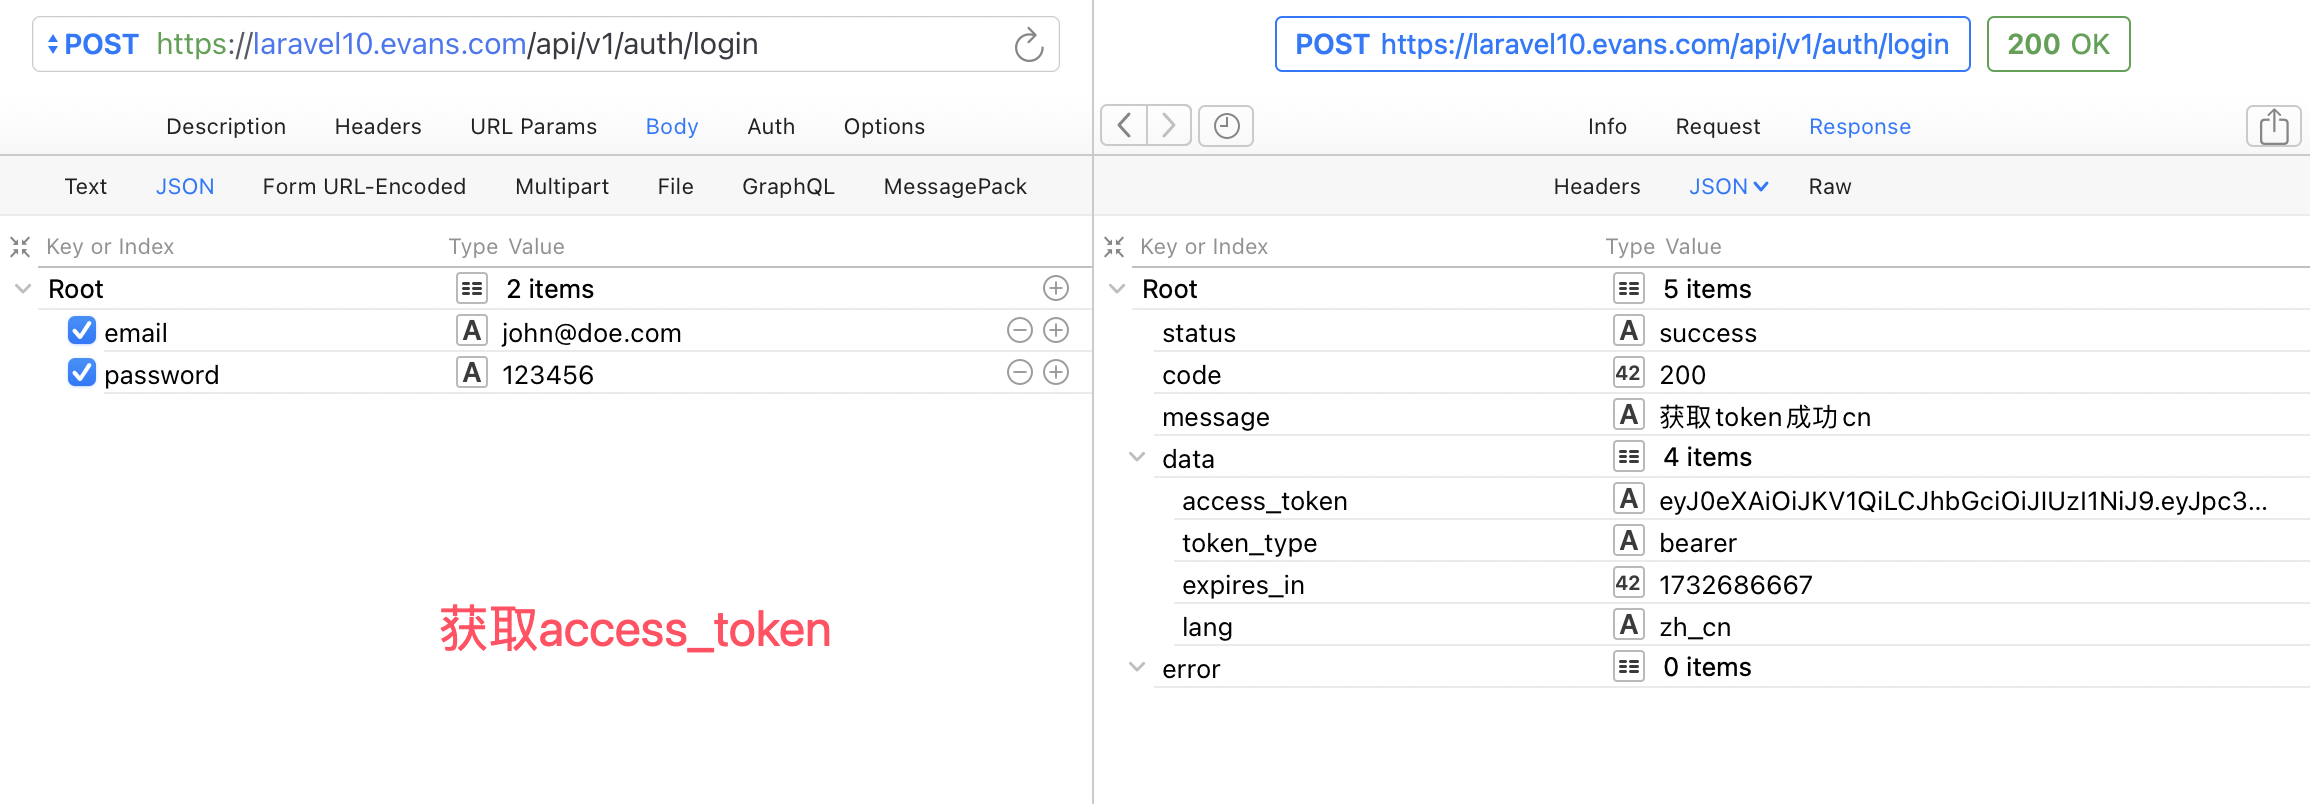 POST https://laravel10.evans.com/api/v1/auth/login
Description Headers URL Params Body Auth Options
Text JSON Form URL-Encoded Multipart File GraphQL MessagePack
Key or Index Type Value
Root 2 items
email A john@doe.com
password A 123456
获取access_token
POST https://laravel10.evans.com/api/v1/auth/login 200 OK
Info Request Response
Headers JSON Raw
Key or Index Type Value
Root 5 items
status A success
code 42 200
message A 获取token成功cn
data 4 items
access_token A eyJ0eXAiOiJKV1QiLCJhbGciOiJIUzI1NiJ9.eyJpc3...
token_type A bearer
expires_in 42 1732686667
lang A zh_cn
error 0 items